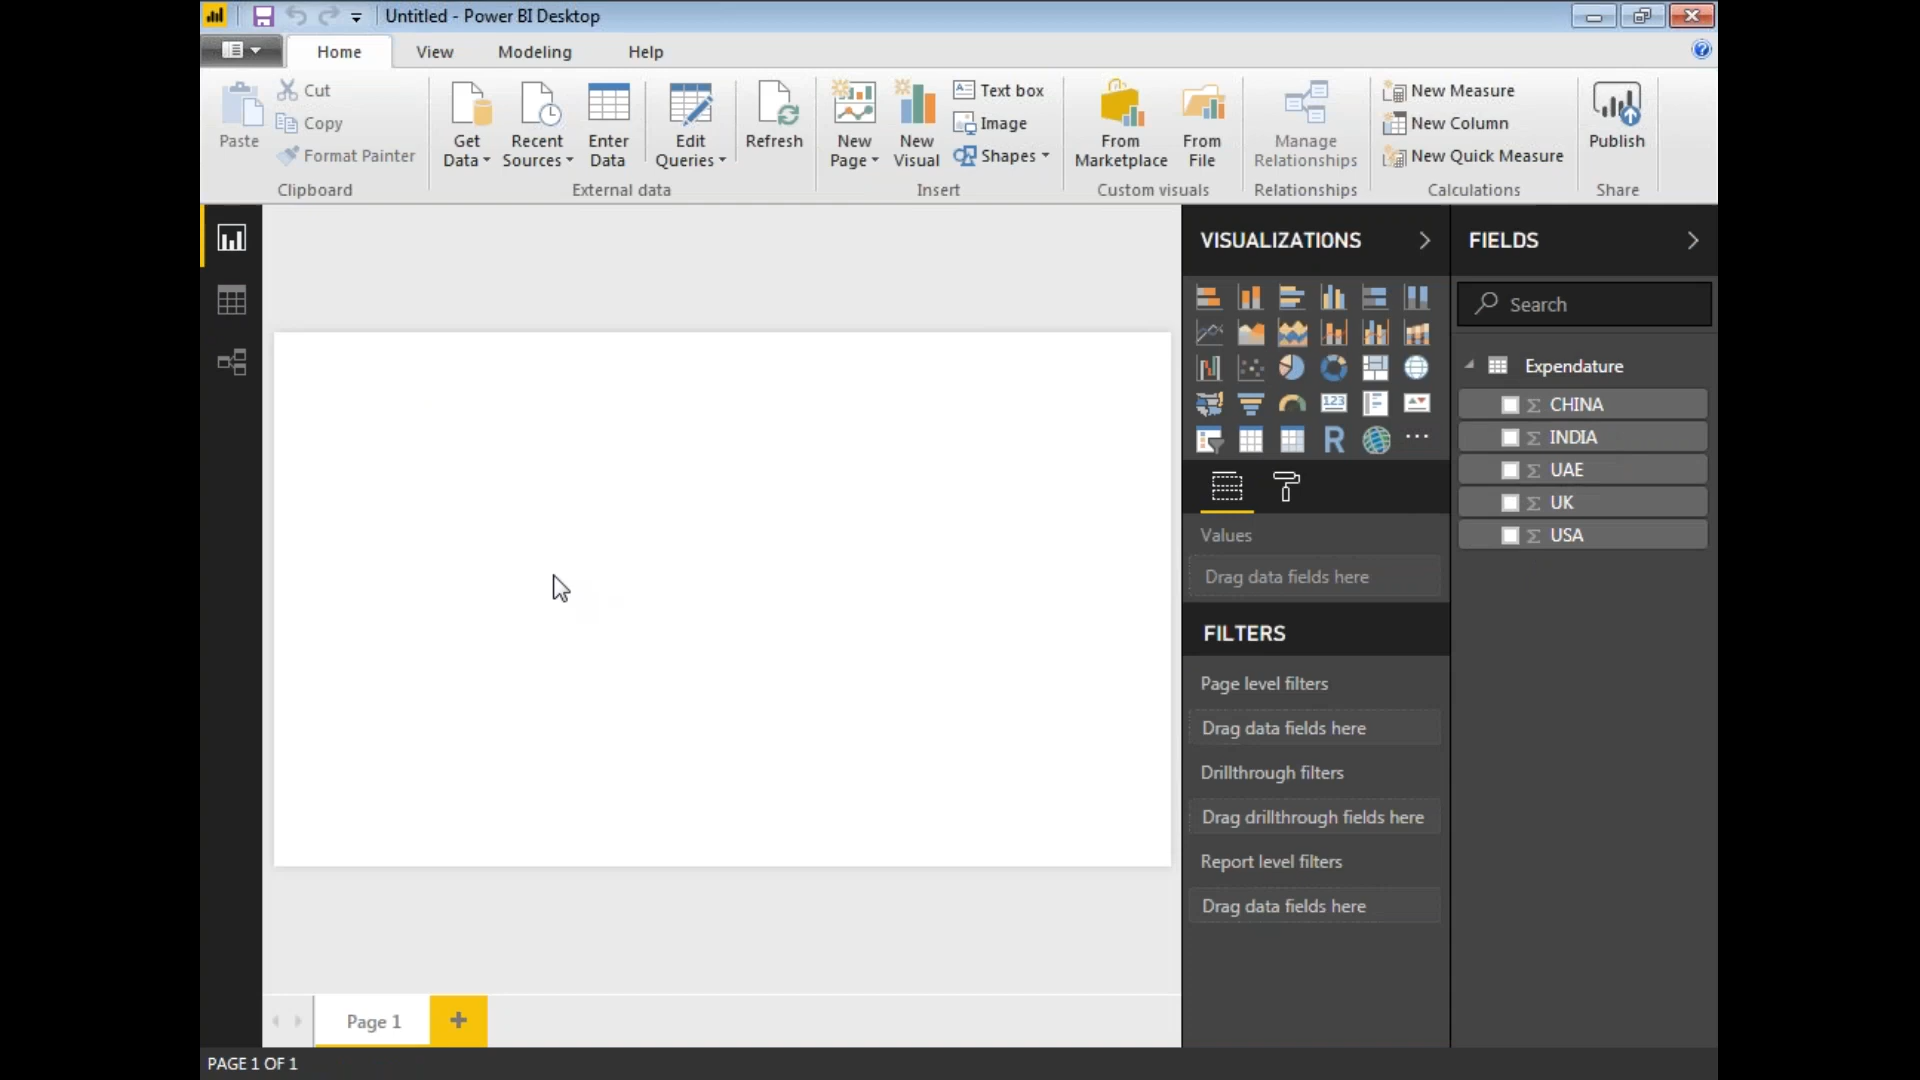 Untitled - Power BI Desktop
Home View Modeling Help
Paste
Cut
Copy
Format Painter
Clipboard
Get Data
Recent Sources
Enter Data
Edit Queries
Refresh
External data
New Page
New Visual
Text box
Image
Shapes
Insert
From Marketplace
From File
Custom visuals
Manage Relationships
Relationships
New Measure
New Column
New Quick Measure
Calculations
Publish
Share
VISUALIZATIONS
123
R
Values
Drag data fields here
FILTERS
Page level filters
Drag data fields here
Drillthrough filters
Drag drillthrough fields here
Report level filters
Drag data fields here
FIELDS
Search
Expendature
Σ CHINA
Σ INDIA
Σ UAE
Σ UK
Σ USA
Page 1 +
PAGE 1 OF 1